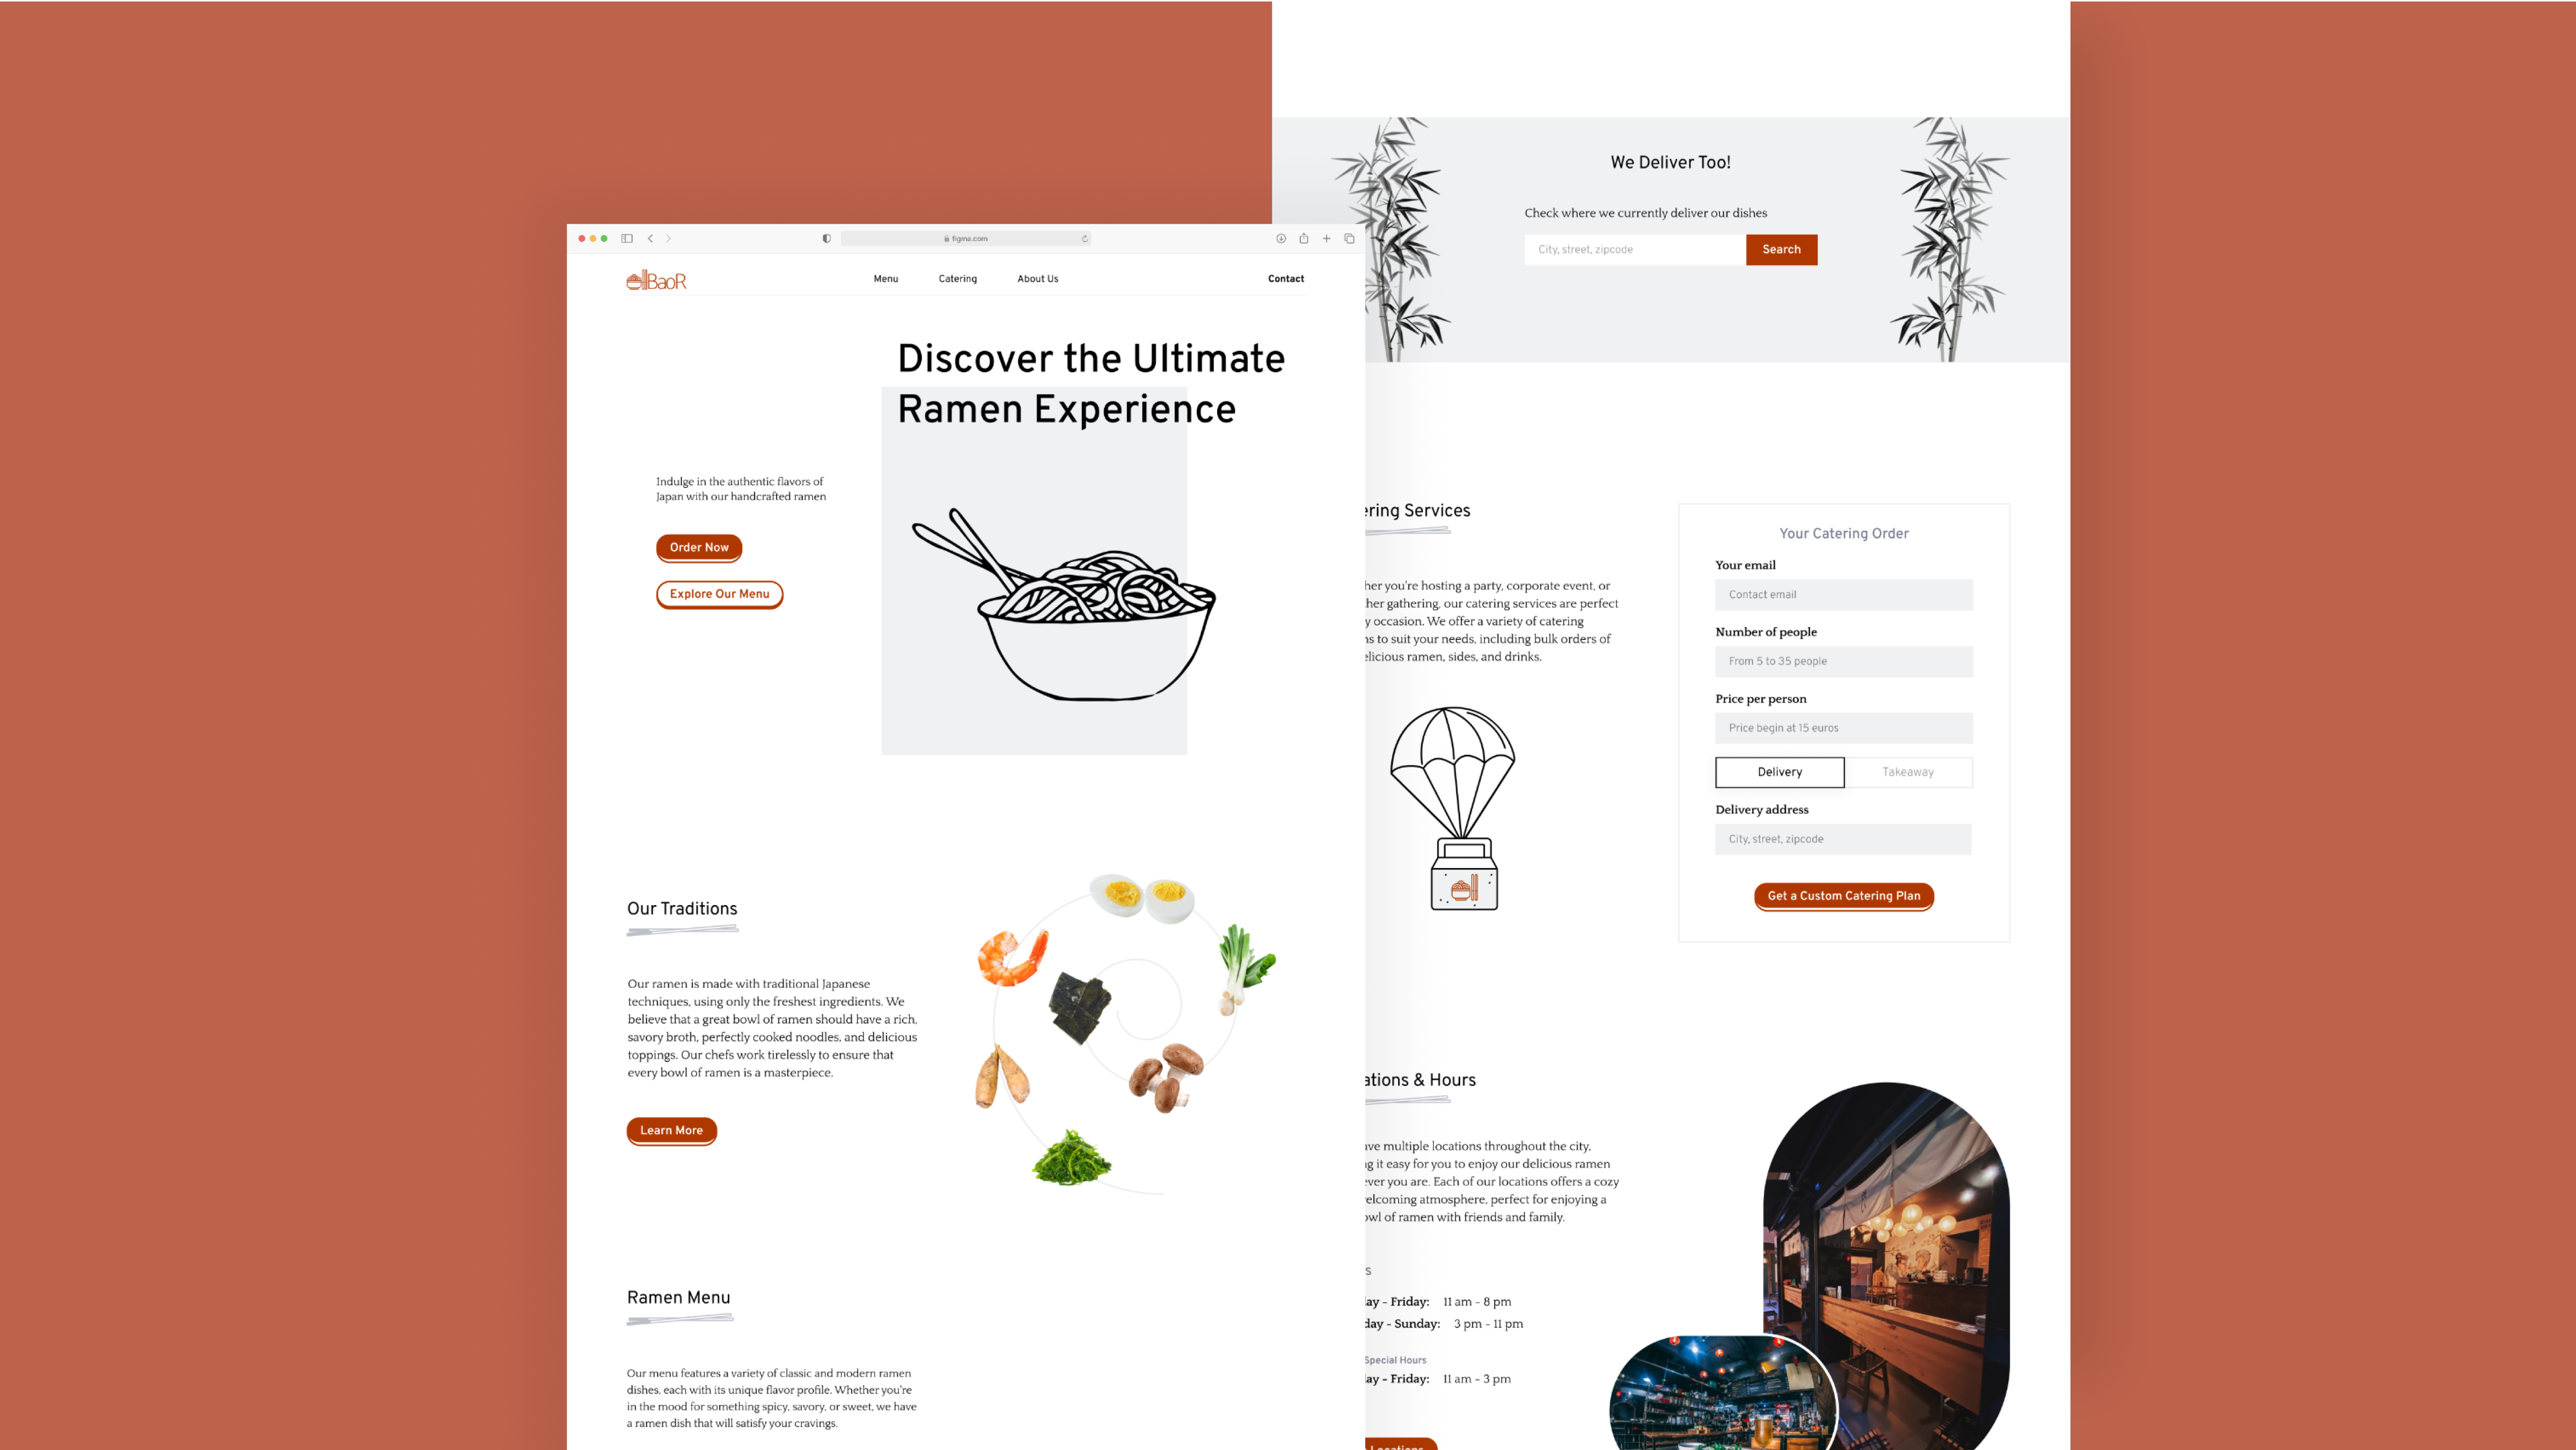 figma.com
BaoR
Menu Catering About Us Contact
Discover the Ultimate
Ramen Experience
Indulge in the authentic flavors of
Japan with our handcrafted ramen
Order Now
Explore Our Menu
Our Traditions
Our ramen is made with traditional Japanese
techniques, using only the freshest ingredients. We
believe that a great bowl of ramen should have a rich,
savory broth, perfectly cooked noodles, and delicious
toppings. Our chefs work tirelessly to ensure that
every bowl of ramen is a masterpiece.
Learn More
Ramen Menu
Our menu features a variety of classic and modern ramen
dishes, each with its unique flavor profile. Whether you're
in the mood for something spicy, savory, or sweet, we have
a ramen dish that will satisfy your cravings.
We Deliver Too!
Check where we currently deliver our dishes
City, street, zipcode
Search
ering Services
her you're hosting a party, corporate event, or
her gathering, our catering services are perfect
y occasion. We offer a variety of catering
ns to suit your needs, including bulk orders of
elicious ramen, sides, and drinks.
Your Catering Order
Your email
Contact email
Number of people
From 5 to 35 people
Price per person
Price begin at 15 euros
Delivery Takeaway
Delivery address
City, street, zipcode
Get a Custom Catering Plan
ations & Hours
ave multiple locations throughout the city,
ng it easy for you to enjoy our delicious ramen
ever you are. Each of our locations offers a cozy
elcoming atmosphere, perfect for enjoying a
owl of ramen with friends and family.
s
ay - Friday: 11 am - 8 pm
day - Sunday: 3 pm - 11 pm
Special Hours
ay - Friday: 11 am - 3 pm
Locations